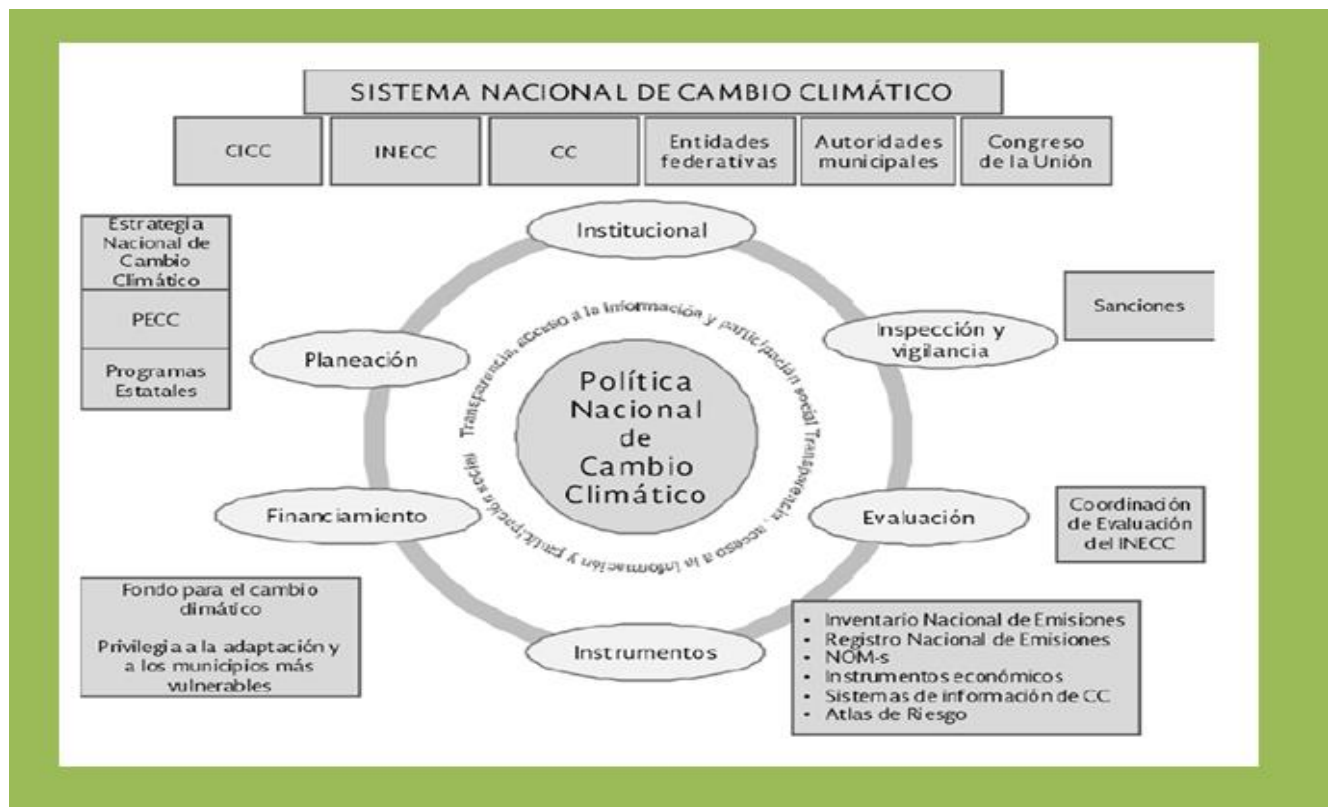 SISTEMA NACIONAL DE CAMBIO CLIMÁTICO
CICC
INECC
CC
Entidades
federativas
Autoridades
municipales
Congreso
de la Unión
Estrategia
Nacional de
Cambio
Climático
PECC
Programas
Estatales
Institucional
Planeación
Inspección y
vigilancia
Sanciones
Transparencia, acceso a la información y participación social Transparencia, acceso a la información y participación social
Política
Nacional
de
Cambio
Climático
Financiamiento
Evaluación
Coordinación
de Evaluación
del INECC
Fondo para el cambio
climático
Privilegia a la adaptación y
a los municipios más
vulnerables
Instrumentos
• Inventario Nacional de Emisiones
• Registro Nacional de Emisiones
• NOM-s
• Instrumentos económicos
• Sistemas de información de CC
• Atlas de Riesgo